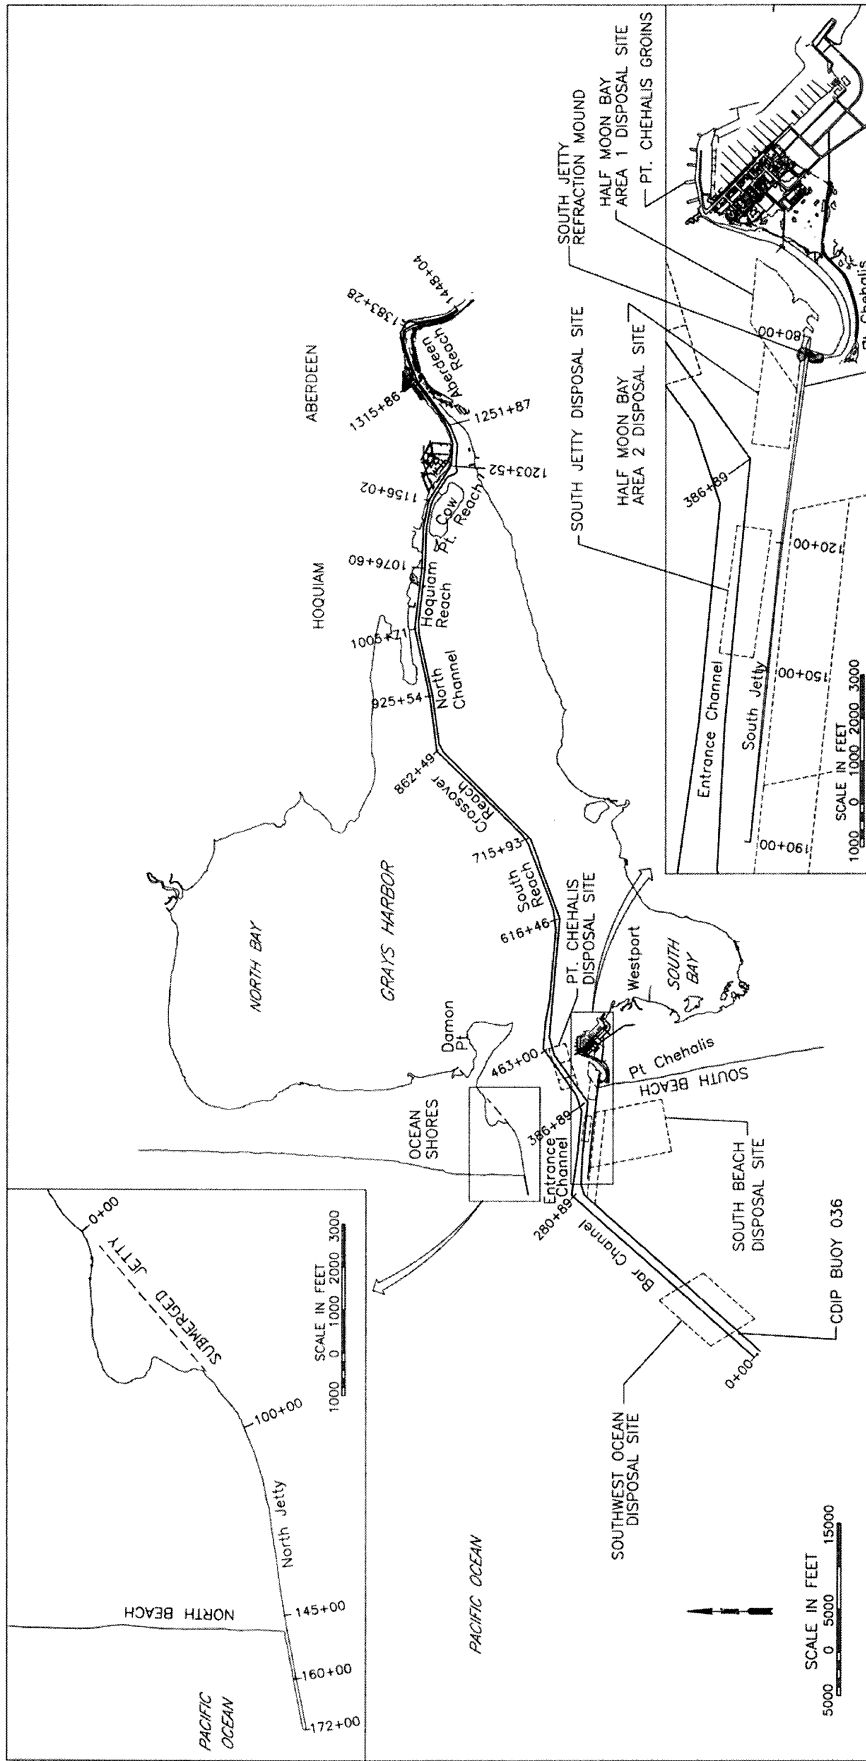 PACIFIC
OCEAN
NORTH BEACH
SUBMERGED JETTY
North Jetty
0+00
100+00
145+00
160+00
172+00
SCALE IN FEET
1000 0 1000 2000 3000
OCEAN
SHORES
Damon
Pt
NORTH BAY
GRAYS HARBOR
HOQUIAM
ABERDEEN
PACIFIC OCEAN
0+00
Bar Channel
280+89
Entrance
Channel
386+89
463+00
616+46
South
Reach
715+93
Crossover
Reach
862+49
North
Channel
925+54
1005+71
Hoquiam
Reach
1076+60
1156+02
Cow
Pt. Reach
1203+52
1251+87
1315+86
Aberdeen
Reach
1383+28
1448+04
PT. CHEHALIS
DISPOSAL SITE
Westport
SOUTH
BAY
Pt Chehalis
SOUTH BEACH
SOUTH BEACH
DISPOSAL SITE
SOUTHWEST OCEAN
DISPOSAL SITE
CDIP BUOY 036
SCALE IN FEET
5000 0 5000 15000
SOUTH JETTY DISPOSAL SITE
HALF MOON BAY
AREA 2 DISPOSAL SITE
SOUTH JETTY
REFRACTION MOUND
HALF MOON BAY
AREA 1 DISPOSAL SITE
PT. CHEHALIS GROINS
Entrance Channel
386+89
South Jetty
80+00
120+00
150+00
190+00
Pt Chehalis
SCALE IN FEET
1000 0 1000 2000 3000